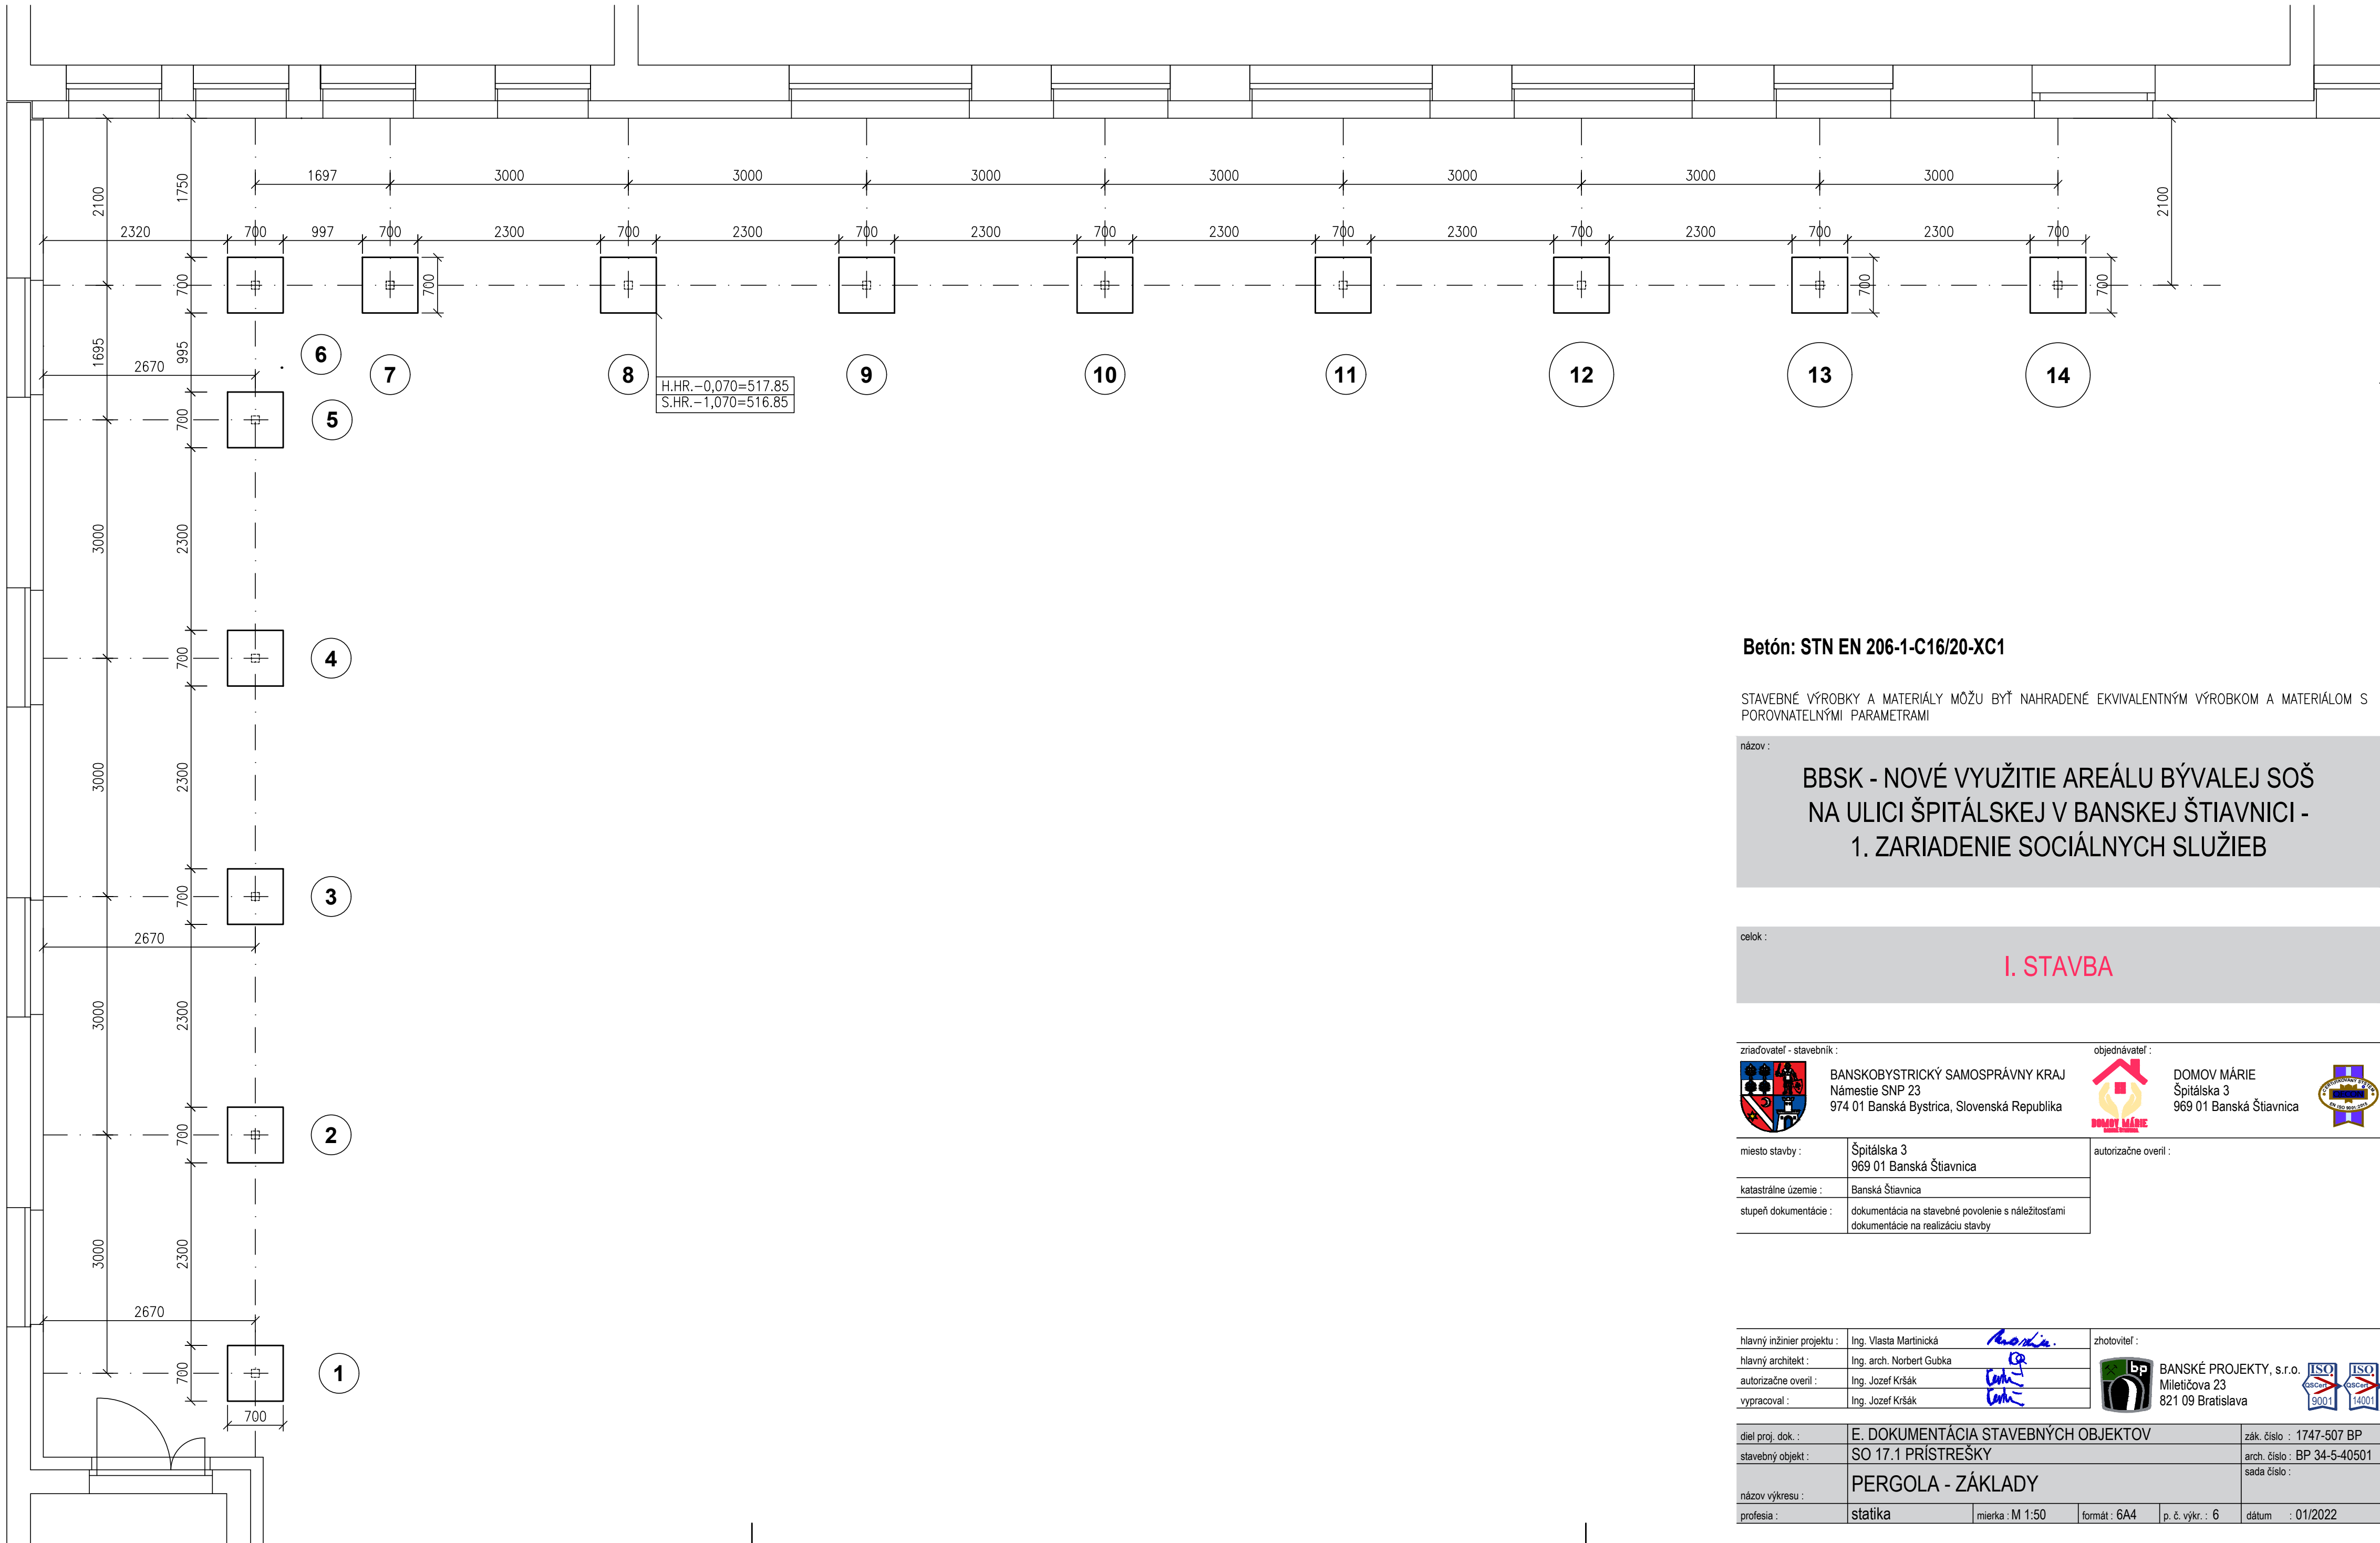 1697 3000 3000 3000 3000 3000 3000 3000
2100
1750
2100
2320 700 997 700 2300 700 2300 700 2300 700 2300 700 2300 700 2300 700 2300 700
700
700
700
700
1695
995
2670
6
7
8
9
10
11
12
13
14
H.HR.-0,070=517.85
S.HR.-1,070=516.85
700
5
3000
2300
700
4
3000
2300
700
3
2670
3000
2300
700
2
3000
2300
2670
700
1
700
Betón: STN EN 206-1-C16/20-XC1
STAVEBNÉ VÝROBKY A MATERIÁLY MÔŽU BYŤ NAHRADENÉ EKVIVALENTNÝM VÝROBKOM A MATERIÁLOM S
POROVNATELNÝMI PARAMETRAMI
názov :
BBSK - NOVÉ VYUŽITIE AREÁLU BÝVALEJ SOŠ
NA ULICI ŠPITÁLSKEJ V BANSKEJ ŠTIAVNICI -
1. ZARIADENIE SOCIÁLNYCH SLUŽIEB
celok :
I. STAVBA
zriaďovateľ - stavebník :
BANSKOBYSTRICKÝ SAMOSPRÁVNY KRAJ
Námestie SNP 23
974 01 Banská Bystrica, Slovenská Republika
objednávateľ :
DOMOV MÁRIE
DOMOV MÁRIE
Špitálska 3
969 01 Banská Štiavnica
miesto stavby : Špitálska 3
969 01 Banská Štiavnica
autorizačne overil :
katastrálne územie : Banská Štiavnica
stupeň dokumentácie : dokumentácia na stavebné povolenie s náležitosťami
dokumentácie na realizáciu stavby
hlavný inžinier projektu : Ing. Vlasta Martinická
hlavný architekt : Ing. arch. Norbert Gubka
autorizačne overil : Ing. Jozef Kršák
vypracoval : Ing. Jozef Kršák
zhotoviteľ :
bp
BANSKÉ PROJEKTY, s.r.o.
Miletičova 23
821 09 Bratislava
ISO QSCert 9001
ISO QSCert 14001
diel proj. dok. : E. DOKUMENTÁCIA STAVEBNÝCH OBJEKTOV zák. číslo : 1747-507 BP
stavebný objekt : SO 17.1 PRÍSTREŠKY arch. číslo : BP 34-5-40501
názov výkresu : PERGOLA - ZÁKLADY sada číslo :
profesia : statika mierka : M 1:50 formát : 6A4 p. č. výkr. : 6 dátum : 01/2022